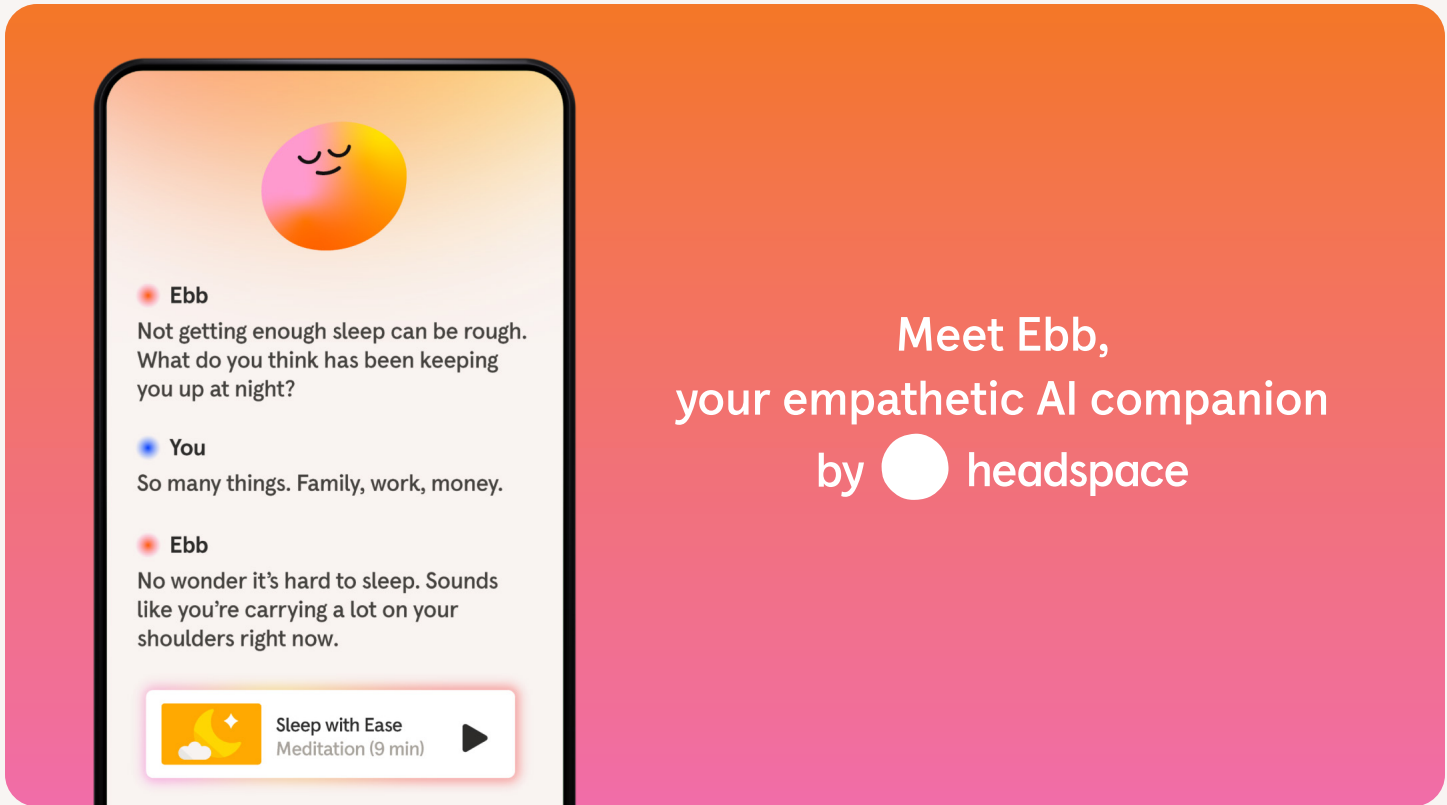 Ebb
Not getting enough sleep can be rough.
What do you think has been keeping
you up at night?
You
So many things. Family, work, money.
Ebb
No wonder it’s hard to sleep. Sounds
like you’re carrying a lot on your
shoulders right now.
Sleep with Ease
Meditation (9 min)
Meet Ebb,
your empathetic AI companion
by headspace